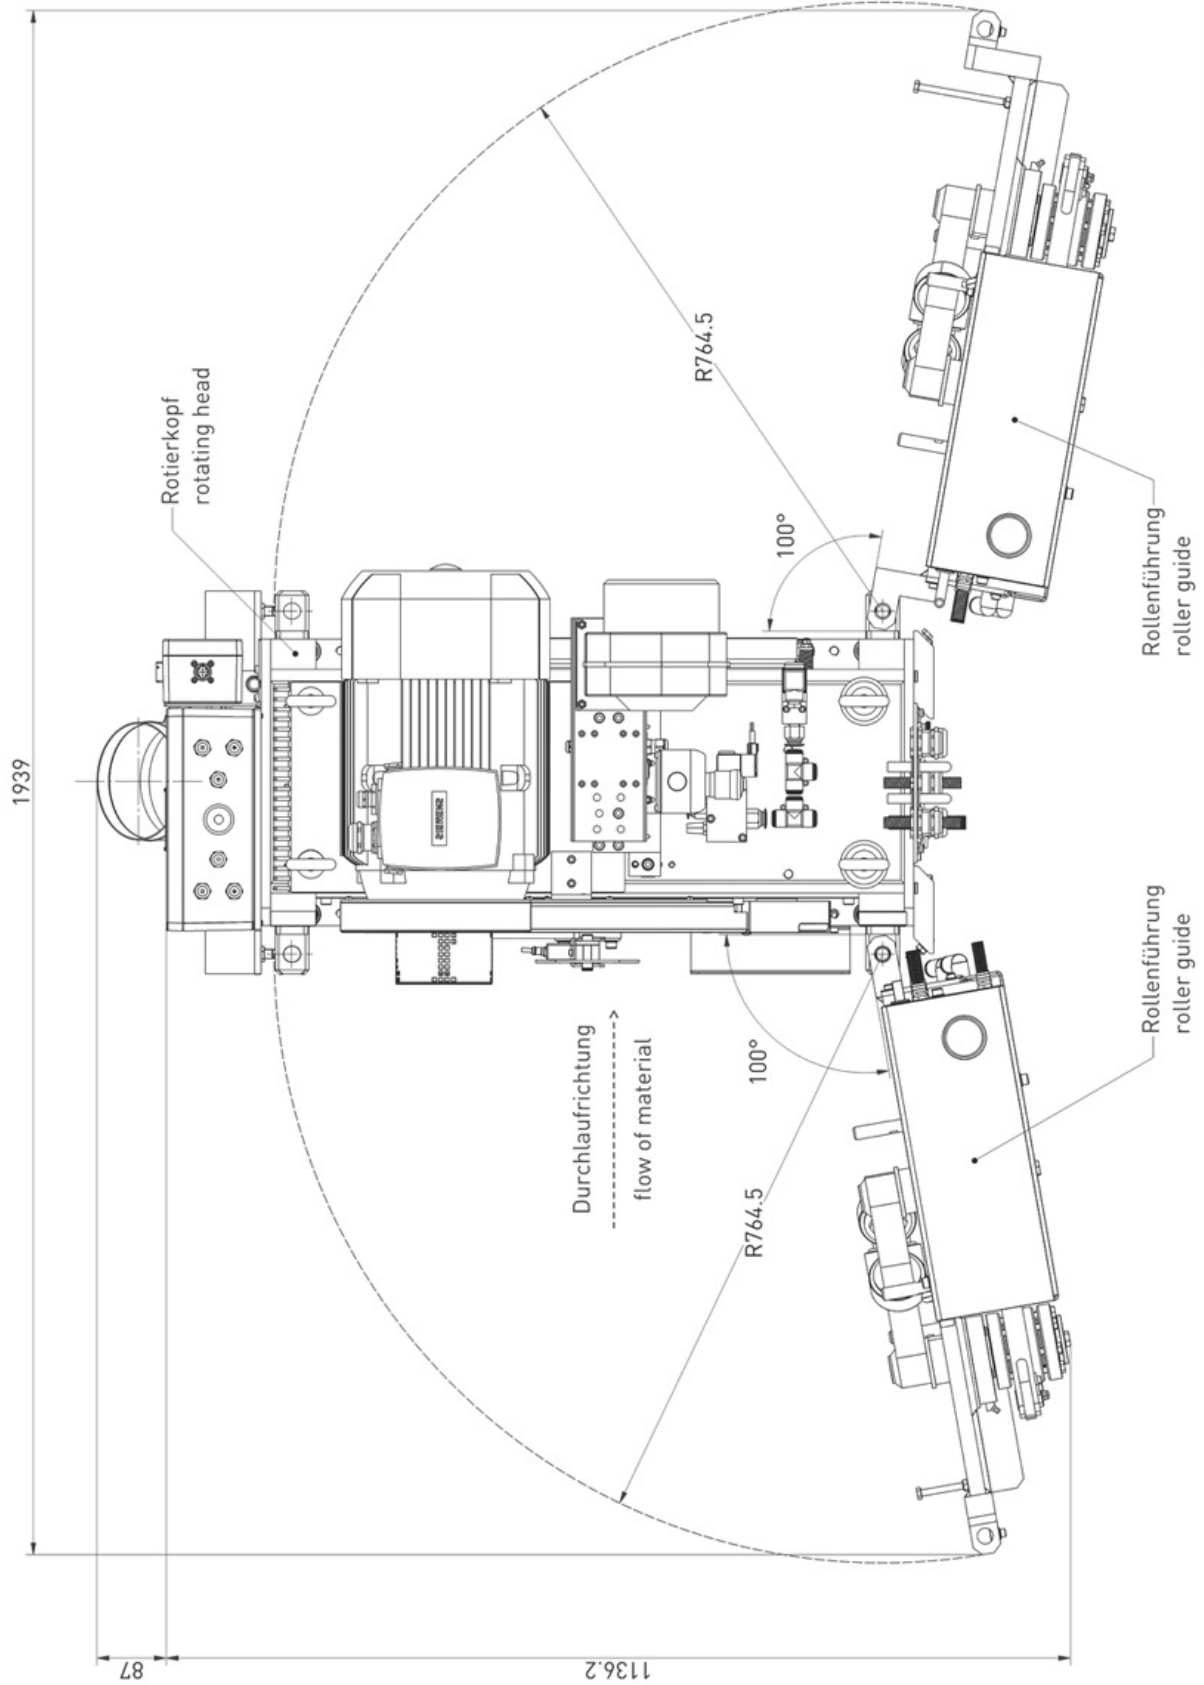 1939
Rotierkopf
rotating head
R764.5
100°
Rollenführung
roller guide
SIEMENS
Durchlaufrichtung
flow of material
100°
R764.5
Rollenführung
roller guide
87
1136.2